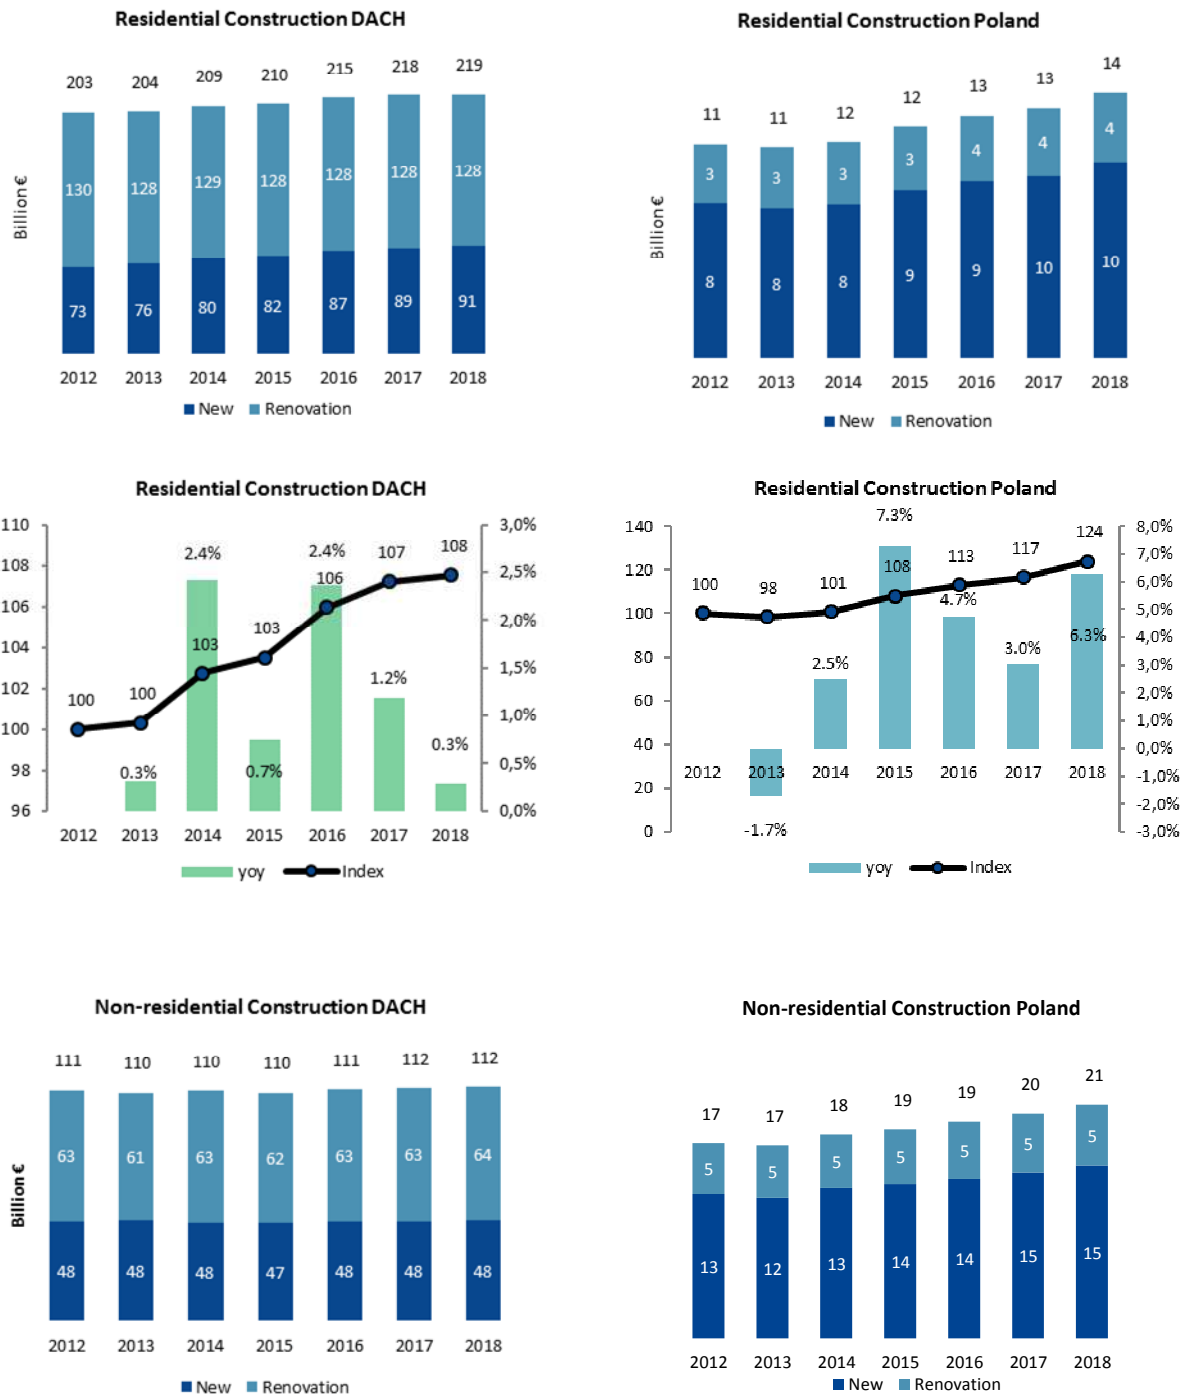 Residential Construction DACH
203 204 209 210 215 218 219
130 128 129 128 128 128 128
Billion €
73 76 80 82 87 89 91
2012 2013 2014 2015 2016 2017 2018
New Renovation
Residential Construction Poland
11 11 12 12 13 13 14
3 3 3 3 4 4 4
Billion €
8 8 8 9 9 10 10
2012 2013 2014 2015 2016 2017 2018
New Renovation
Residential Construction DACH
110
108
106
104
102
100
98
96
3,0%
2,5%
2,0%
1,5%
1,0%
0,5%
0,0%
100 100 103 103 106 107 108
0.3% 2.4% 0.7% 2.4% 1.2% 0.3%
2012 2013 2014 2015 2016 2017 2018
yoy Index
Residential Construction Poland
140
120
100
80
60
40
20
0
8,0%
7,0%
6,0%
5,0%
4,0%
3,0%
2,0%
1,0%
0,0%
-1,0%
-2,0%
-3,0%
100 98 101 108 113 117 124
-1.7% 2.5% 7.3% 4.7% 3.0% 6.3%
2012 2013 2014 2015 2016 2017 2018
yoy Index
Non-residential Construction DACH
111 110 110 110 111 112 112
63 61 63 62 63 63 64
Billion €
48 48 48 47 48 48 48
2012 2013 2014 2015 2016 2017 2018
New Renovation
Non-residential Construction Poland
17 17 18 19 19 20 21
5 5 5 5 5 5 5
13 12 13 14 14 15 15
2012 2013 2014 2015 2016 2017 2018
New Renovation